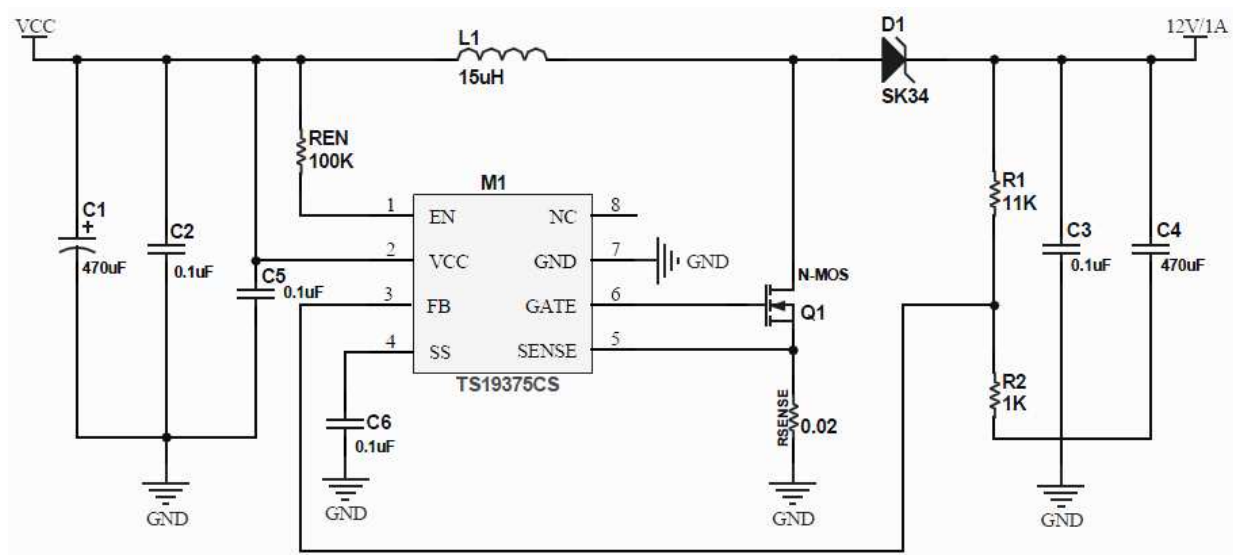 VCC
L1
15uH
D1
SK34
12V/1A
REN
100K
M1
1
EN
NC
8
2
VCC
GND
7
GND
3
FB
GATE
6
4
SS
SENSE
5
TS19375CS
C1
+
470uF
C2
0.1uF
C5
0.1uF
C6
0.1uF
N-MOS
Q1
RSENSE
0.02
R1
11K
R2
1K
C3
0.1uF
C4
470uF
GND
GND
GND
GND